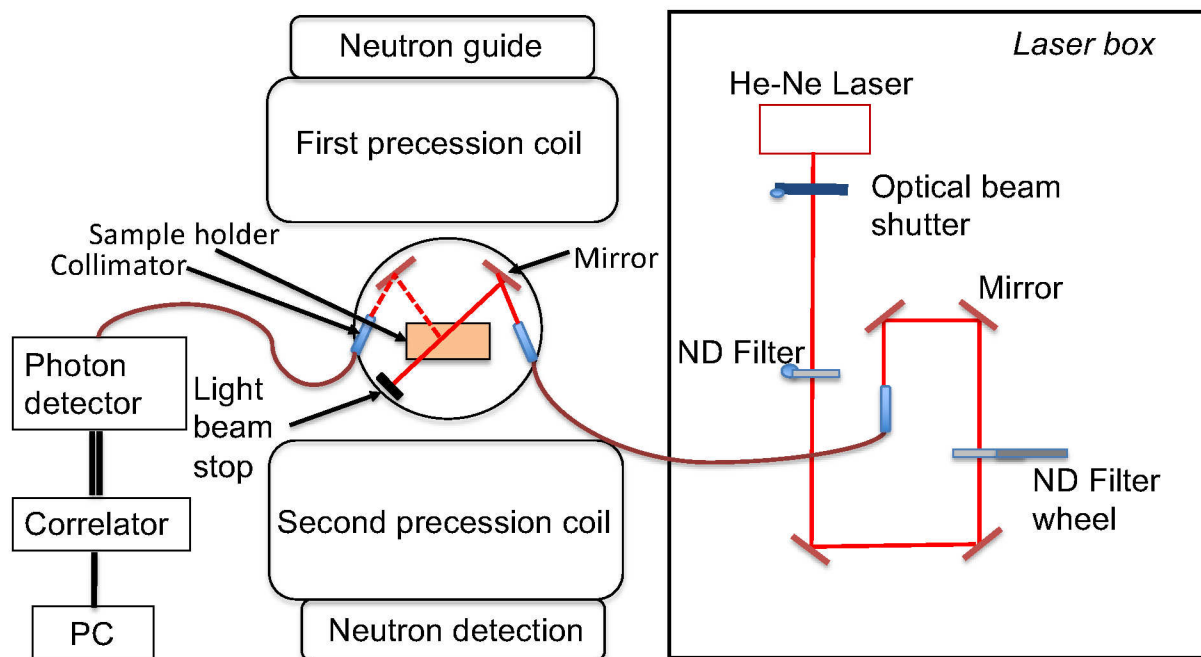 Neutron guide
First precession coil
Sample holder
Collimator
Mirror
Photon
detector
Light
beam
stop
Correlator
Second precession coil
PC
Neutron detection
Laser box
He-Ne Laser
Optical beam
shutter
Mirror
ND Filter
ND Filter
wheel